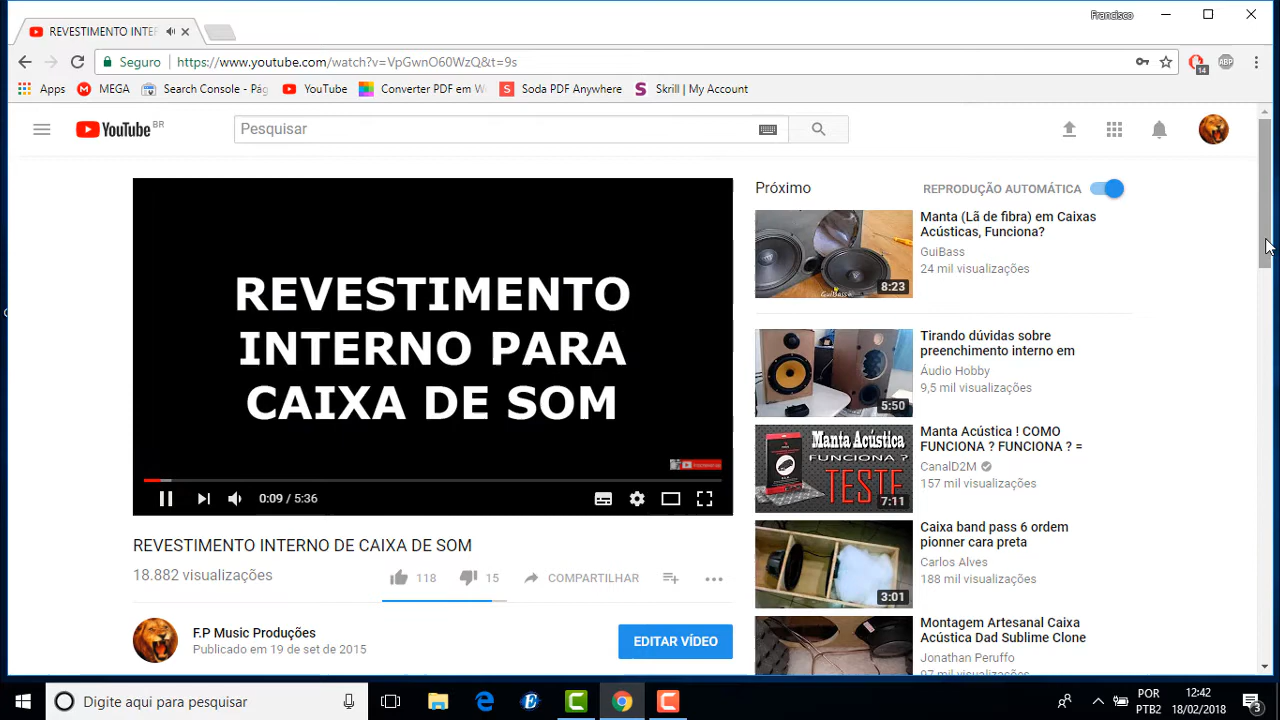 Francisco
REVESTIMENTO INTER
Seguro https://www.youtube.com/watch?v=VpGwnO60WzQ&t=9s
14
ABP
Apps MEGA Search Console - Pág YouTube Converter PDF em W Soda PDF Anywhere Skrill | My Account
YouTube BR
Pesquisar
REVESTIMENTO
INTERNO PARA
CAIXA DE SOM
0:09 / 5:36
REVESTIMENTO INTERNO DE CAIXA DE SOM
18.882 visualizações
118 15 COMPARTILHAR
F.P Music Produções
Publicado em 19 de set de 2015
EDITAR VÍDEO
Próximo REPRODUÇÃO AUTOMÁTICA
GuiBass
8:23
Manta (Lã de fibra) em Caixas
Acústicas, Funciona?
GuiBass
24 mil visualizações
5:50
Tirando dúvidas sobre
preenchimento interno em
Áudio Hobby
9,5 mil visualizações
Manta Acústica
FUNCIONA ?
TESTE
7:11
Manta Acústica ! COMO
FUNCIONA ? FUNCIONA ? =
CanalD2M
157 mil visualizações
3:01
Caixa band pass 6 ordem
pionner cara preta
Carlos Alves
188 mil visualizações
Montagem Artesanal Caixa
Acústica Dad Sublime Clone
Jonathan Peruffo
97 mil visualizações
Digite aqui para pesquisar
POR
PTB2
12:42
18/02/2018
3